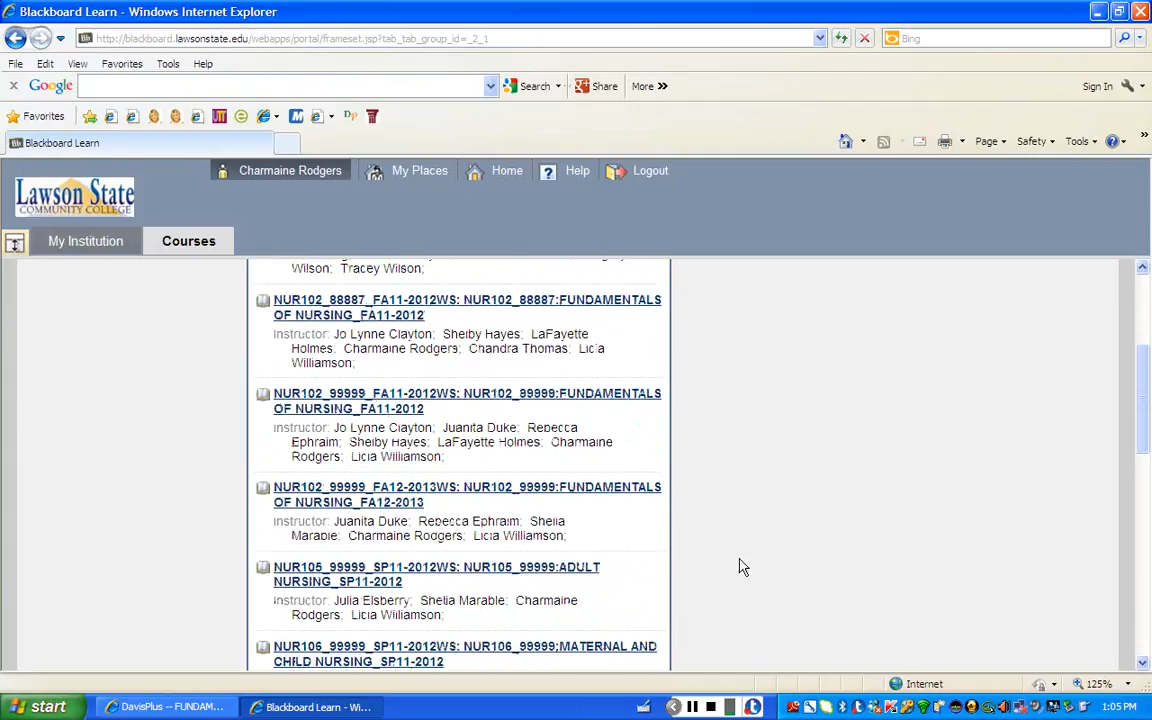 Blackboard Learn - Windows Internet Explorer
http://blackboard.lawsonstate.edu/webapps/portal/frameset.jsp?tab_tab_group_id=_2_1
Bing
File Edit View Favorites Tools Help
x Google Search Share More » Sign In
Favorites
Blackboard Learn Page Safety Tools »
Charmaine Rodgers My Places Home Help Logout
Lawson State
COMMUNITY COLLEGE
My Institution Courses
Wilson; Tracey Wilson;
NUR102_88887_FA11-2012WS: NUR102_88887:FUNDAMENTALS
OF NURSING_FA11-2012
Instructor: Jo Lynne Clayton; Shelby Hayes; LaFayette
Holmes; Charmaine Rodgers; Chandra Thomas; Licia
Williamson;
NUR102_99999_FA11-2012WS: NUR102_99999:FUNDAMENTALS
OF NURSING_FA11-2012
Instructor: Jo Lynne Clayton; Juanita Duke; Rebecca
Ephraim; Shelby Hayes; LaFayette Holmes; Charmaine
Rodgers; Licia Williamson;
NUR102_99999_FA12-2013WS: NUR102_99999:FUNDAMENTALS
OF NURSING_FA12-2013
Instructor: Juanita Duke; Rebecca Ephraim; Shelia
Marable; Charmaine Rodgers; Licia Williamson;
NUR105_99999_SP11-2012WS: NUR105_99999:ADULT
NURSING_SP11-2012
Instructor: Julia Elsberry; Shelia Marable; Charmaine
Rodgers; Licia Williamson;
NUR106_99999_SP11-2012WS: NUR106_99999:MATERNAL AND
CHILD NURSING_SP11-2012
Internet 125%
start DavisPlus -- FUNDAM... Blackboard Learn - Wi... 1:05 PM